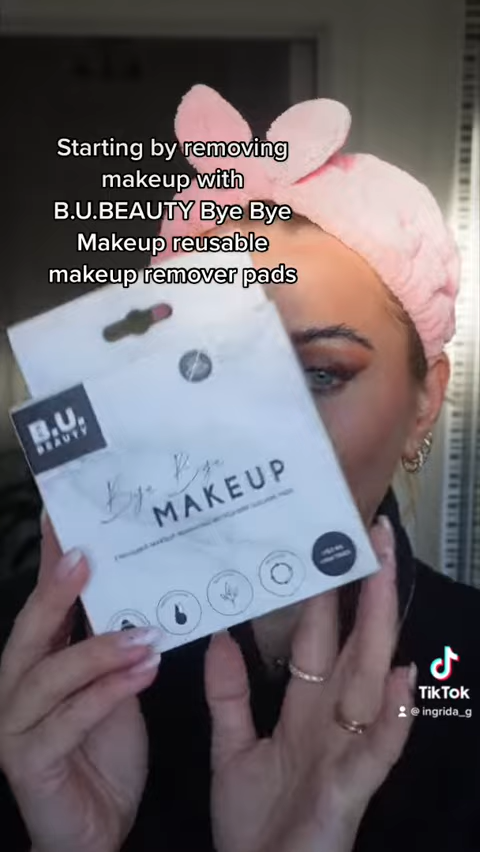 Starting by removing
makeup with
B.U.BEAUTY Bye Bye
Makeup reusable
makeup remover pads
B.U.
BEAUTY
Bye Bye
MAKEUP
TikTok
@ ingrida_g